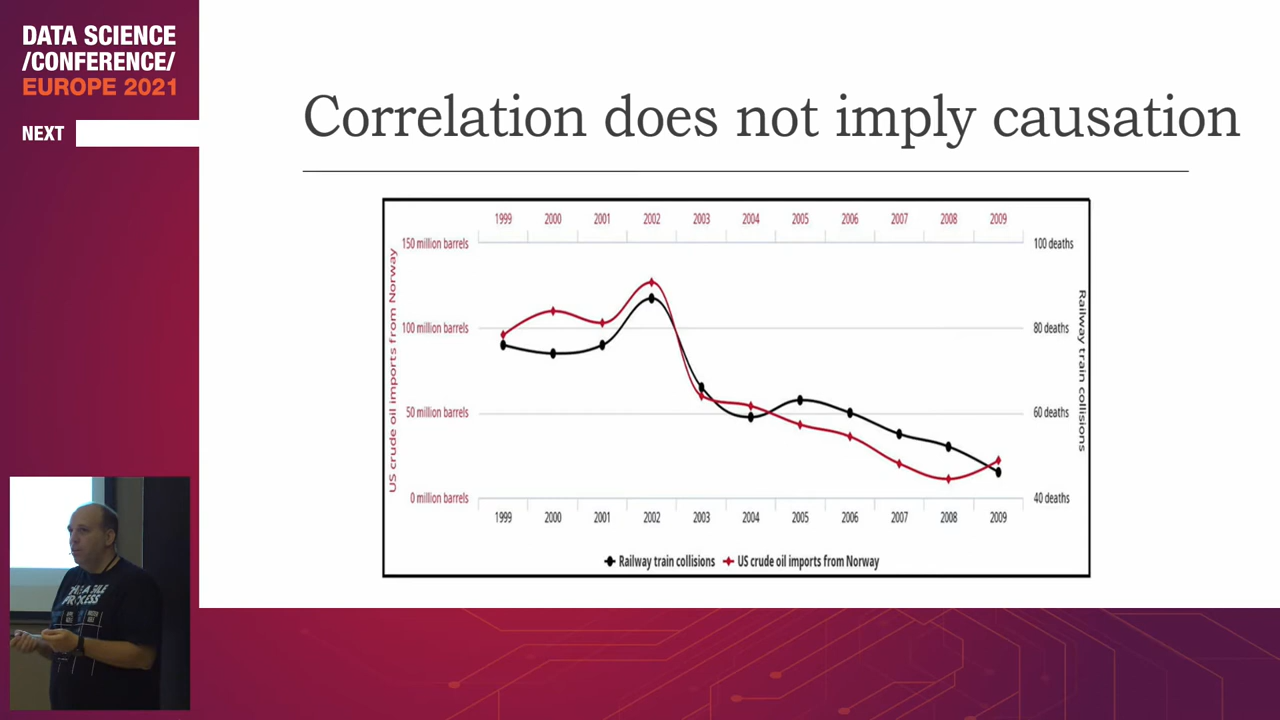 DATA SCIENCE
/CONFERENCE/
EUROPE 2021
NEXT
Correlation does not imply causation
1999 2000 2001 2002 2003 2004 2005 2006 2007 2008 2009
150 million barrels 100 deaths
100 million barrels 80 deaths
50 million barrels 60 deaths
0 million barrels 40 deaths
US crude oil imports from Norway
Railway train collisions
1999 2000 2001 2002 2003 2004 2005 2006 2007 2008 2009
Railway train collisions US crude oil imports from Norway
PROCESS